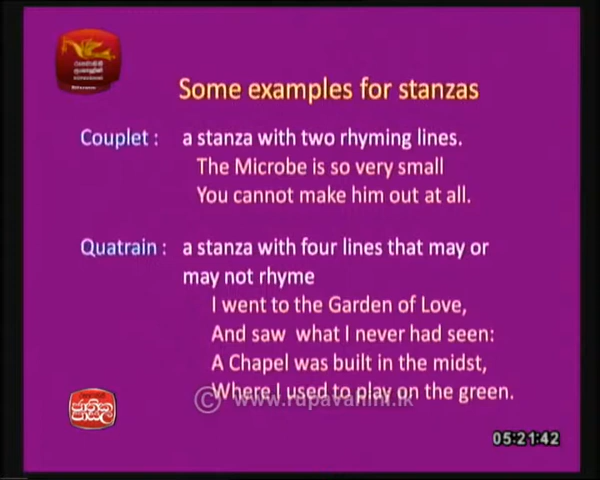 Some examples for stanzas
Couplet : a stanza with two rhyming lines.
The Microbe is so very small
You cannot make him out at all.
Quatrain : a stanza with four lines that may or
may not rhyme
I went to the Garden of Love,
And saw what I never had seen:
A Chapel was built in the midst,
Where I used to play on the green.
© www.rupavahini.lk
05:21:42